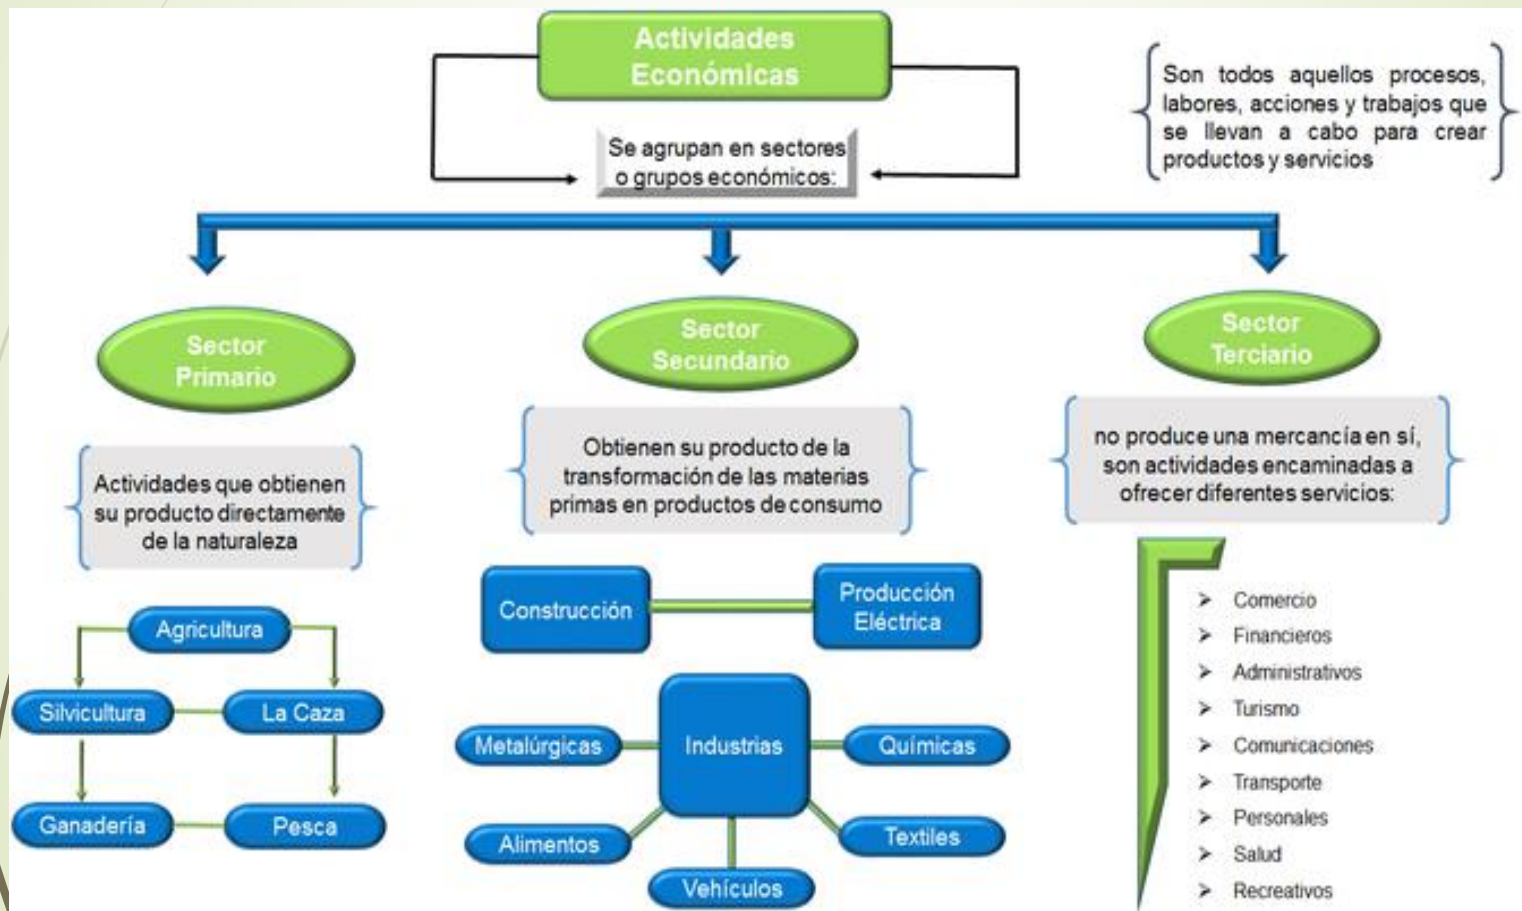 Actividades
Económicas
Son todos aquellos procesos,
labores, acciones y trabajos que
se llevan a cabo para crear
productos y servicios
Se agrupan en sectores
o grupos económicos:
Sector
Primario
Actividades que obtienen
su producto directamente
de la naturaleza
Agricultura
Silvicultura
La Caza
Ganadería
Pesca
Sector
Secundario
Obtienen su producto de la
transformación de las materias
primas en productos de consumo
Construcción
Producción
Eléctrica
Industrias
Metalúrgicas
Químicas
Alimentos
Textiles
Vehículos
Sector
Terciario
no produce una mercancía en sí,
son actividades encaminadas a
ofrecer diferentes servicios:
➢ Comercio
➢ Financieros
➢ Administrativos
➢ Turismo
➢ Comunicaciones
➢ Transporte
➢ Personales
➢ Salud
➢ Recreativos